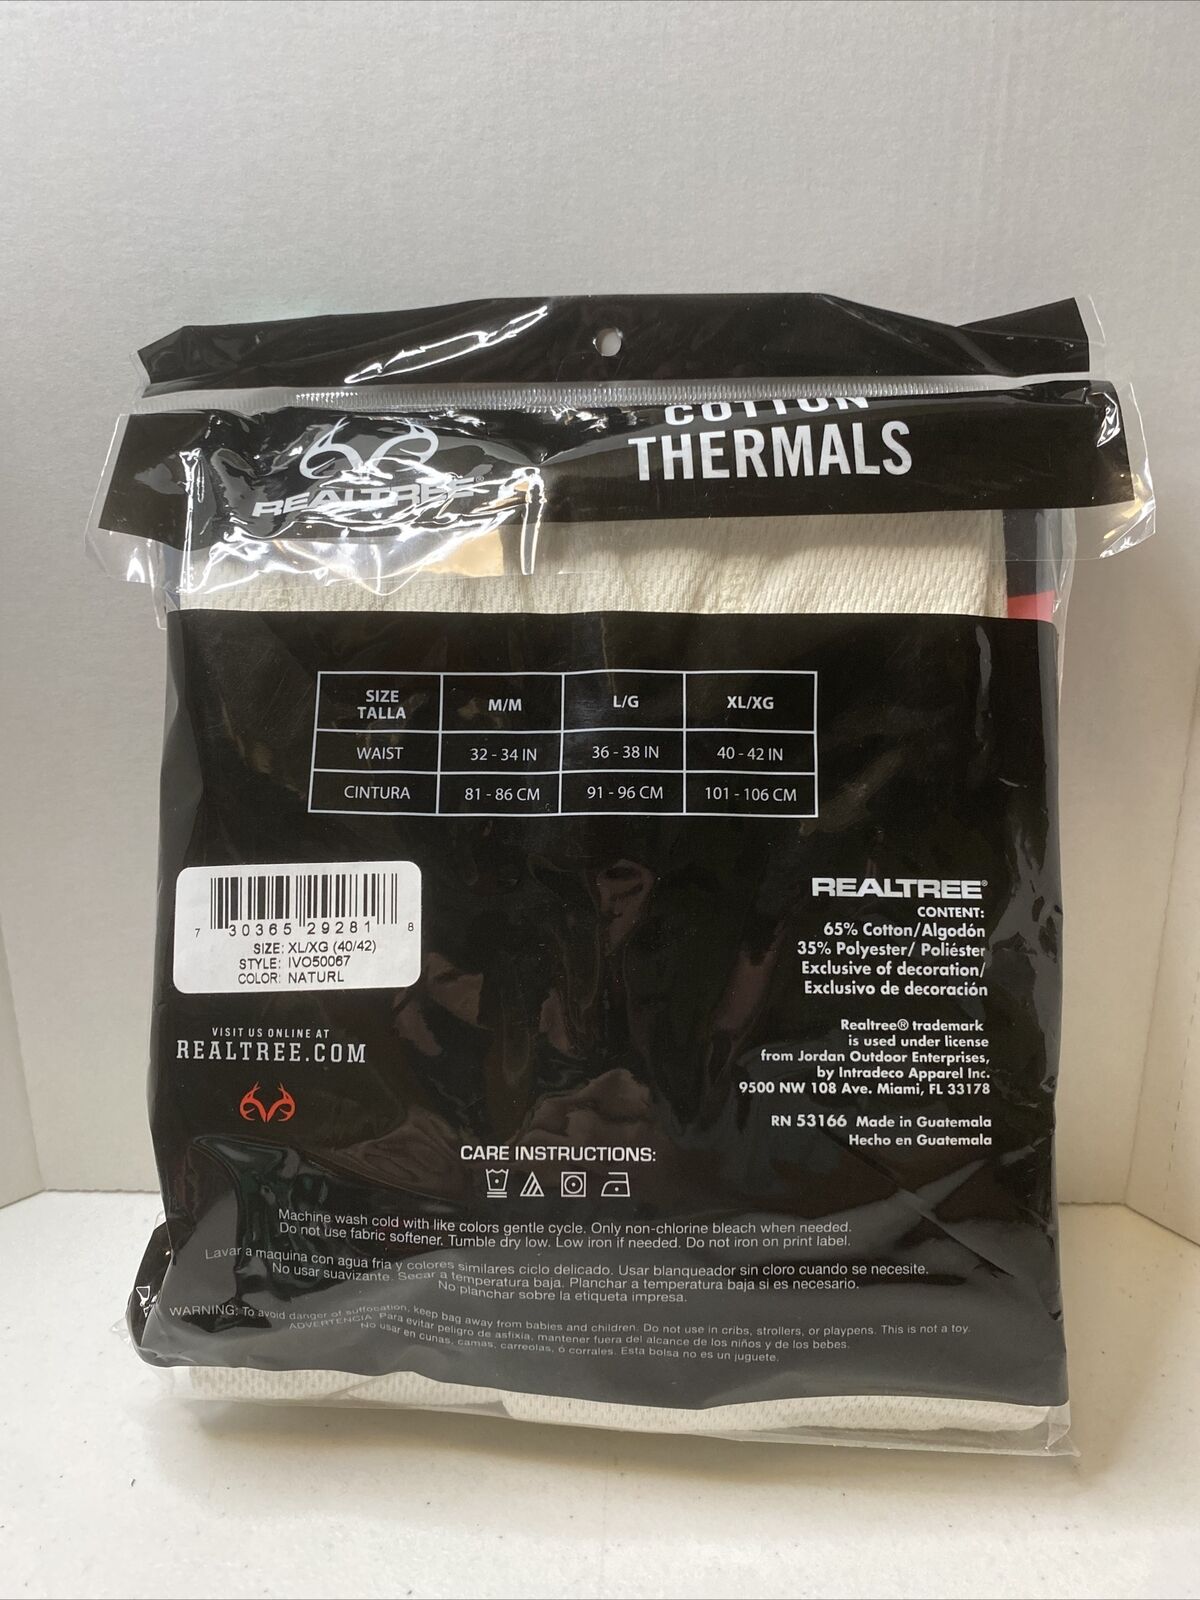 REALTREE®
COTTON
THERMALS
SIZE TALLA M/M L/G XL/XG
WAIST 32 - 34 IN 36 - 38 IN 40 - 42 IN
CINTURA 81 - 86 CM 91 - 96 CM 101 - 106 CM
7 30365 29281 8
SIZE: XL/XG (40/42)
STYLE: IVO50067
COLOR: NATURL
VISIT US ONLINE AT
REALTREE.COM
REALTREE®
CONTENT:
65% Cotton/Algodón
35% Polyester/ Poliéster
Exclusive of decoration/
Exclusivo de decoración
Realtree® trademark
is used under license
from Jordan Outdoor Enterprises,
by Intradeco Apparel Inc.
9500 NW 108 Ave. Miami, FL 33178
RN 53166 Made in Guatemala
Hecho en Guatemala
CARE INSTRUCTIONS:
Machine wash cold with like colors gentle cycle. Only non-chlorine bleach when needed.
Do not use fabric softener. Tumble dry low. Low iron if needed. Do not iron on print label.
Lavar a maquina con agua fria y colores similares ciclo delicado. Usar blanqueador sin cloro cuando se necesite.
No usar suavizante. Secar a temperatura baja. Planchar a temperatura baja si es necesario.
No planchar sobre la etiqueta impresa.
WARNING: To avoid danger of suffocation, keep bag away from babies and children. Do not use in cribs, strollers, or playpens. This is not a toy.
ADVERTENCIA: Para evitar peligro de asfixia, mantener fuera del alcance de los niños y de los bebes.
No usar en cunas, camas, carreolas, ó corrales. Esta bolsa no es un juguete.